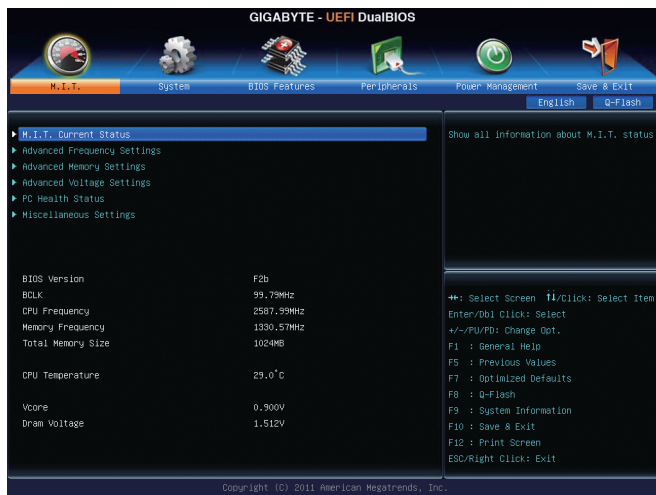 GIGABYTE - UEFI DualBIOS
M.I.T.
System
BIOS Features
Peripherals
Power Management
Save & Exit
English
Q-Flash
M.I.T. Current Status
Advanced Frequency Settings
Advanced Memory Settings
Advanced Voltage Settings
PC Health Status
Miscellaneous Settings
Show all information about M.I.T. status
BIOS Version F2b
BCLK 99.79MHz
CPU Frequency 2587.99MHz
Memory Frequency 1330.57MHz
Total Memory Size 1024MB
CPU Temperature 29.0°C
Vcore 0.900V
Dram Voltage 1.512V
→←: Select Screen ↑↓/Click: Select Item
Enter/Dbl Click: Select
+/-/PU/PD: Change Opt.
F1 : General Help
F5 : Previous Values
F7 : Optimized Defaults
F8 : Q-Flash
F9 : System Information
F10 : Save & Exit
F12 : Print Screen
ESC/Right Click: Exit
Copyright (C) 2011 American Megatrends, Inc.